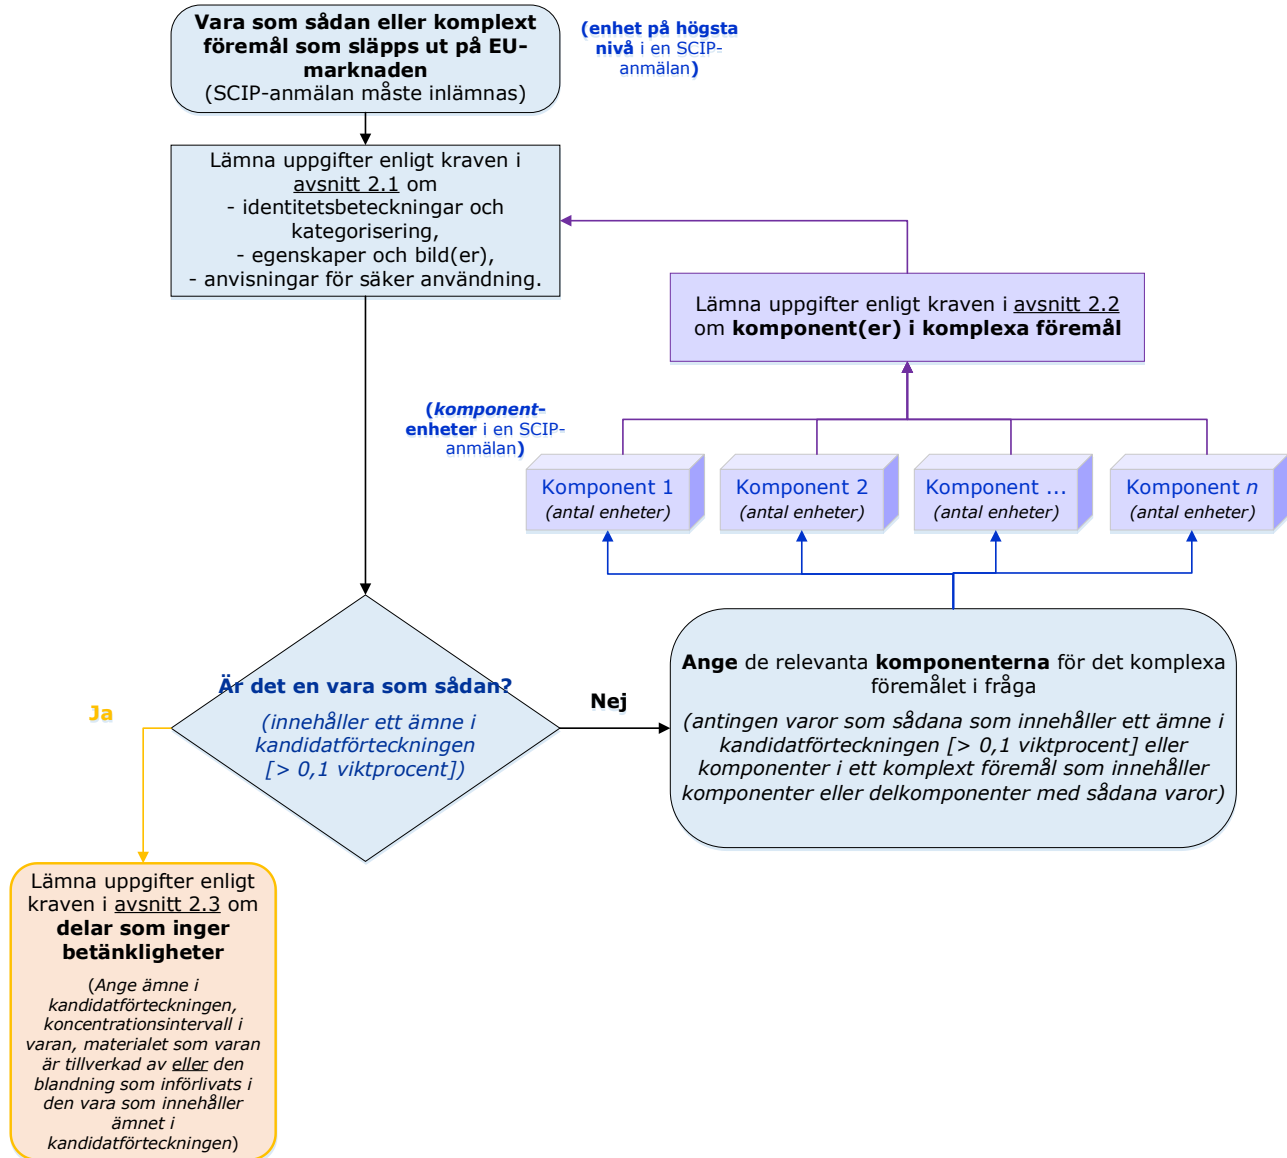 Vara som sådan eller komplext
föremål som släpps ut på EU-
marknaden
(SCIP-anmälan måste inlämnas)
(enhet på högsta
nivå i en SCIP-
anmälan)
Lämna uppgifter enligt kraven i
avsnitt 2.1 om
- identitetsbeteckningar och
kategorisering,
- egenskaper och bild(er),
- anvisningar för säker användning.
Lämna uppgifter enligt kraven i avsnitt 2.2
om komponent(er) i komplexa föremål
(komponent-
enheter i en SCIP-
anmälan)
Komponent 1
(antal enheter)
Komponent 2
(antal enheter)
Komponent ...
(antal enheter)
Komponent n
(antal enheter)
Är det en vara som sådan?
(innehåller ett ämne i
kandidatförteckningen
[> 0,1 viktprocent])
Ja
Nej
Ange de relevanta komponenterna för det komplexa
föremålet i fråga
(antingen varor som sådana som innehåller ett ämne i
kandidatförteckningen [> 0,1 viktprocent] eller
komponenter i ett komplext föremål som innehåller
komponenter eller delkomponenter med sådana varor)
Lämna uppgifter enligt
kraven i avsnitt 2.3 om
delar som inger
betänkligheter
(Ange ämne i
kandidatförteckningen,
koncentrationsintervall i
varan, materialet som varan
är tillverkad av eller den
blandning som införlivats i
den vara som innehåller
ämnet i
kandidatförteckningen)